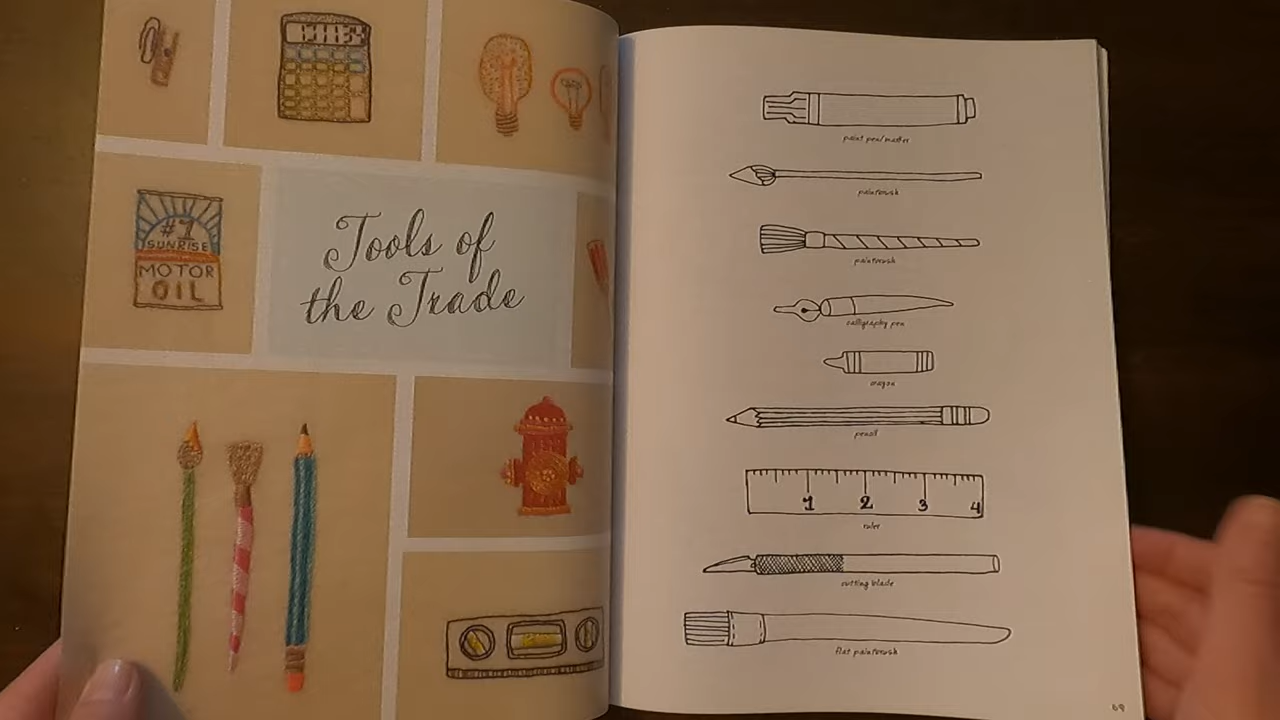 #1
SUNRISE
MOTOR
OIL
Tools of
the Trade
paint pen/marker
paintbrush
paintbrush
calligraphy pen
crayon
pencil
1 2 3 4
ruler
cutting blade
flat paintbrush
69